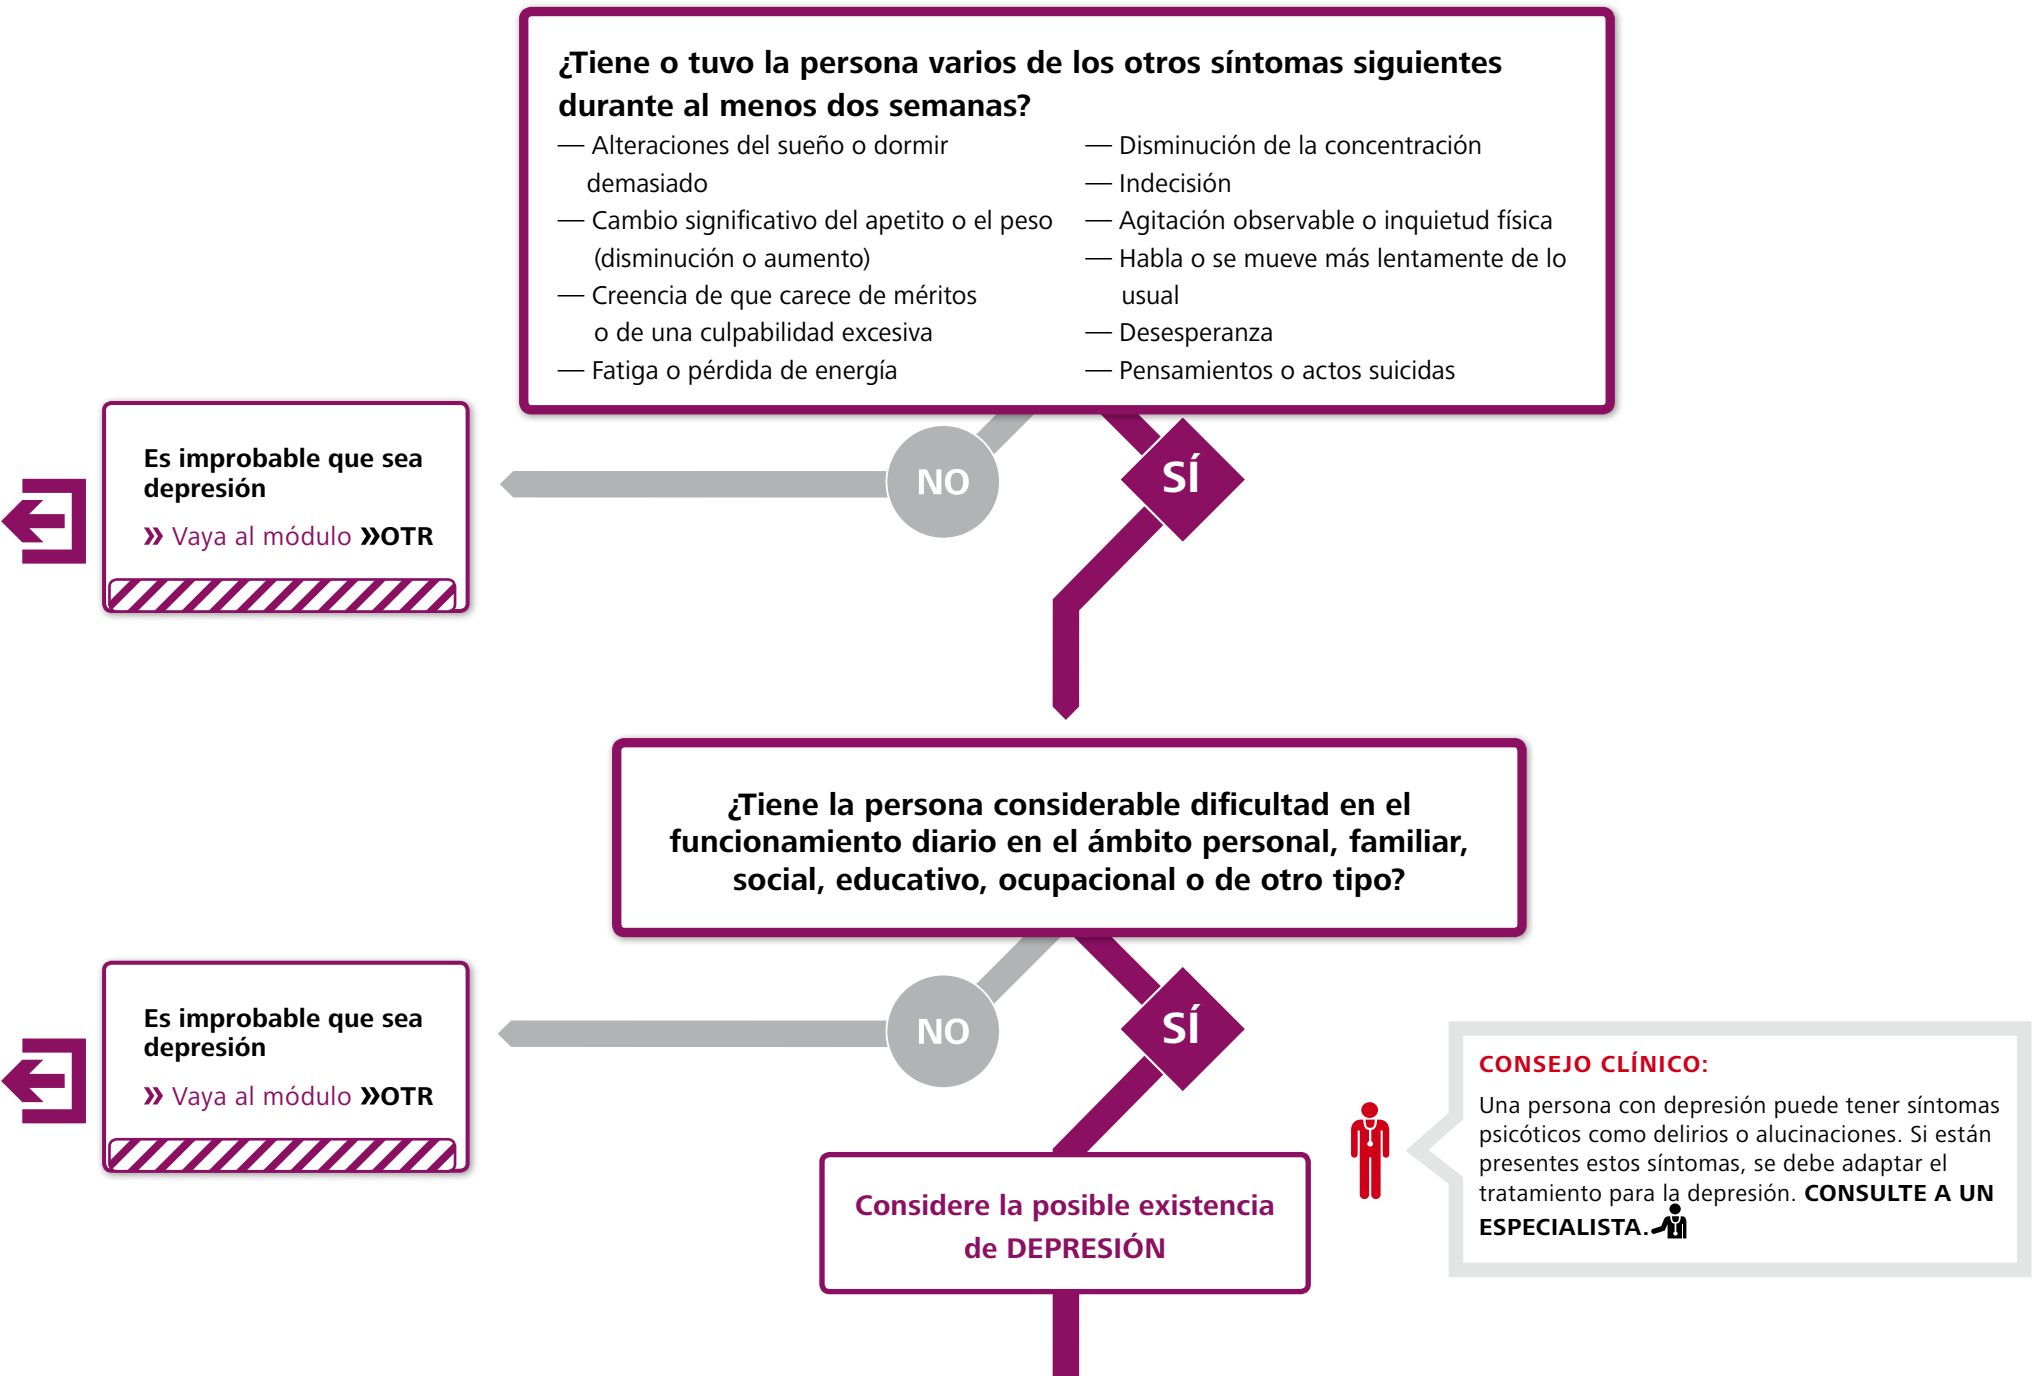 ¿Tiene o tuvo la persona varios de los otros síntomas siguientes
durante al menos dos semanas?
— Alteraciones del sueño o dormir
demasiado
— Cambio significativo del apetito o el peso
(disminución o aumento)
— Creencia de que carece de méritos
o de una culpabilidad excesiva
— Fatiga o pérdida de energía
— Disminución de la concentración
— Indecisión
— Agitación observable o inquietud física
— Habla o se mueve más lentamente de lo
usual
— Desesperanza
— Pensamientos o actos suicidas
NO
SÍ
Es improbable que sea
depresión
» Vaya al módulo »OTR
¿Tiene la persona considerable dificultad en el
funcionamiento diario en el ámbito personal, familiar,
social, educativo, ocupacional o de otro tipo?
NO
SÍ
Es improbable que sea
depresión
» Vaya al módulo »OTR
Considere la posible existencia
de DEPRESIÓN
CONSEJO CLÍNICO:
Una persona con depresión puede tener síntomas
psicóticos como delirios o alucinaciones. Si están
presentes estos síntomas, se debe adaptar el
tratamiento para la depresión. CONSULTE A UN
ESPECIALISTA.